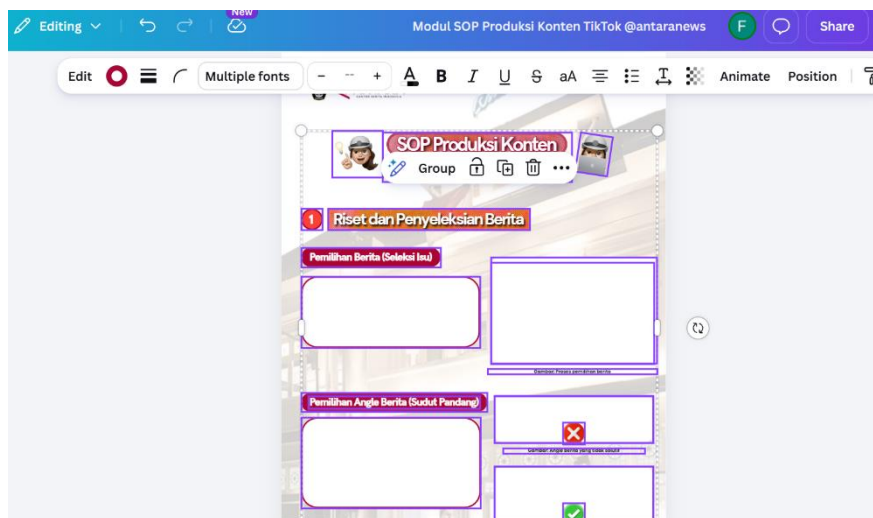 New
Editing
Modul SOP Produksi Konten TikTok @antaranews
F
Share
Edit
Multiple fonts
- -- +
A B I U S aA
Animate
Position
SOP Produksi Konten
Group
1 Riset dan Penyeleksian Berita
Pemilihan Berita (Seleksi Isu)
Gambar: Proses pemilihan berita
Pemilihan Angle Berita (Sudut Pandang)
Gambar: Angle berita yang tidak sesuai